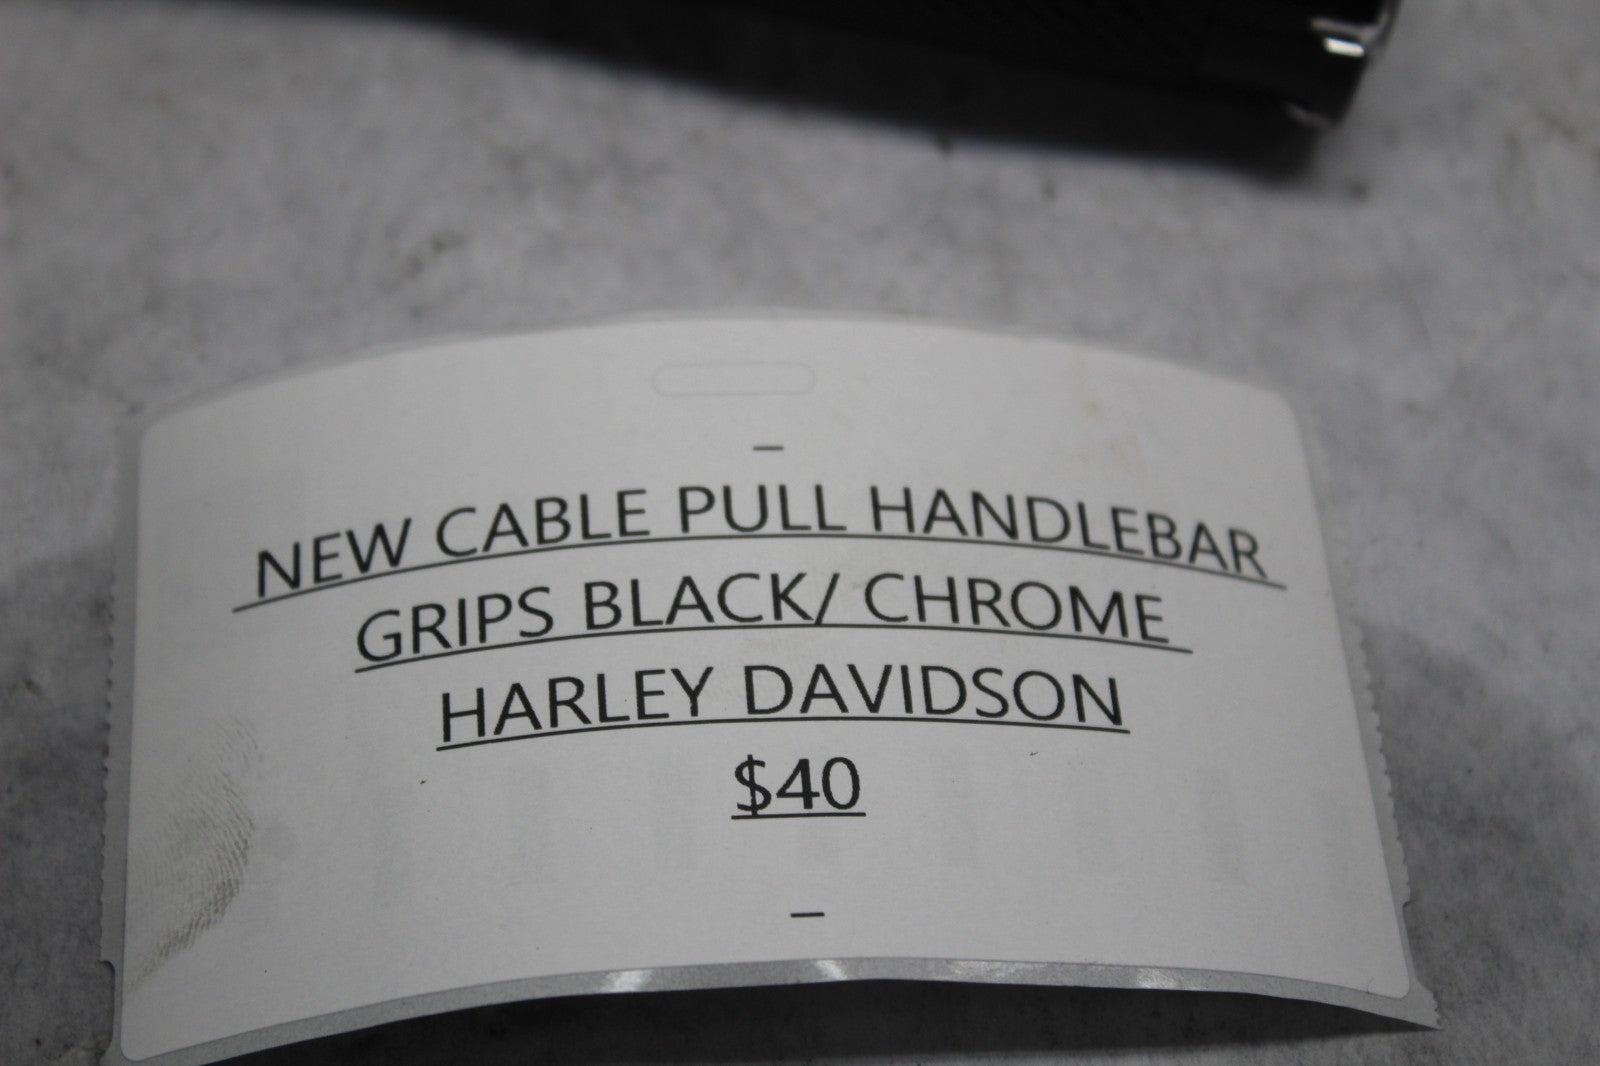 NEW CABLE PULL HANDLEBAR
GRIPS BLACK/ CHROME
HARLEY DAVIDSON
$40